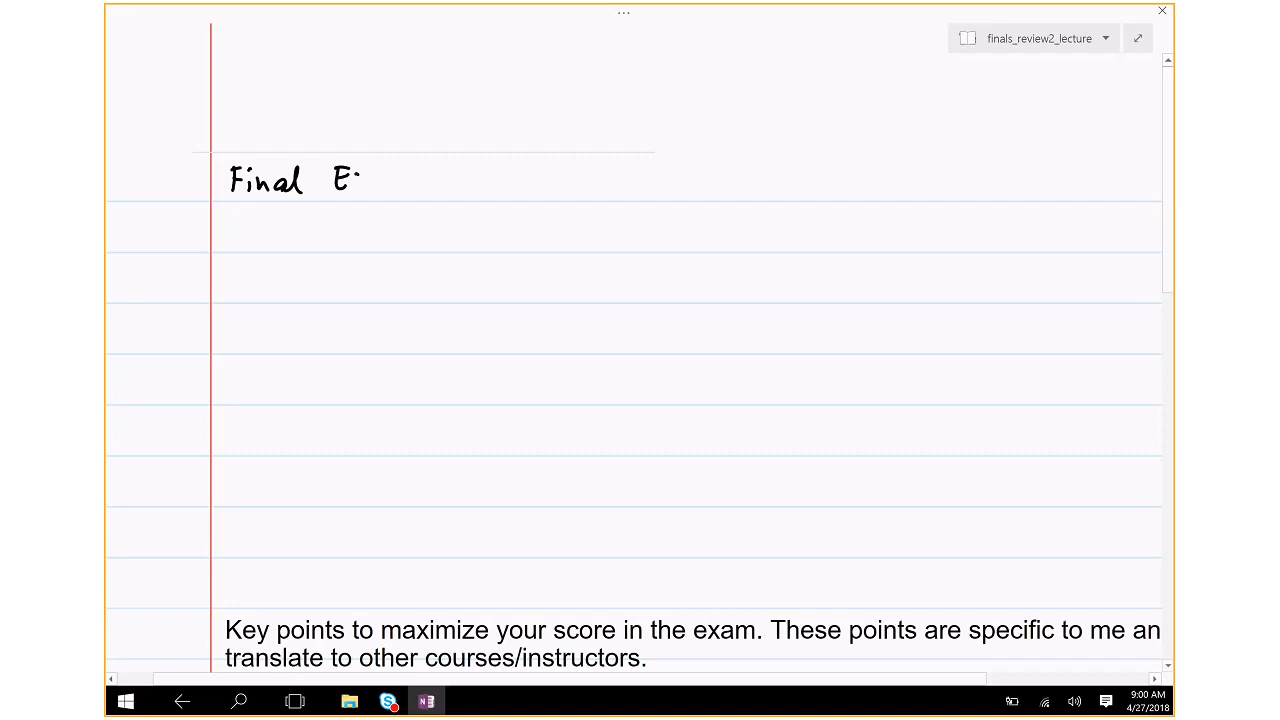 ...
finals_review2_lecture
Final E
Key points to maximize your score in the exam. These points are specific to me an
translate to other courses/instructors.
9:00 AM
4/27/2018